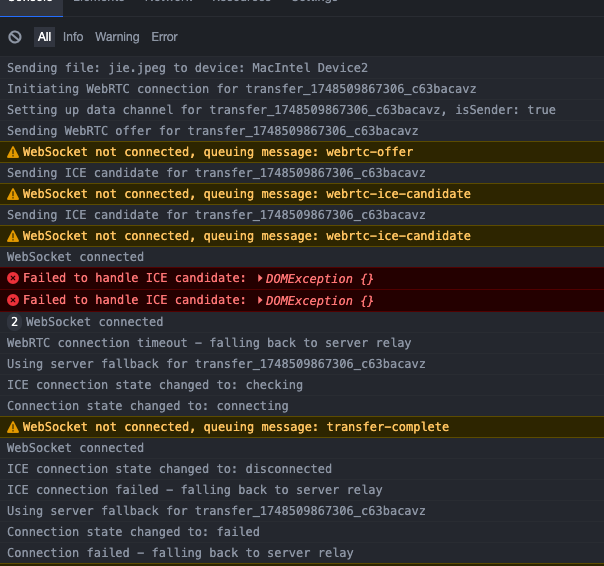 Console Elements Network Resources Settings
All Info Warning Error
Sending file: jie.jpeg to device: MacIntel Device2
Initiating WebRTC connection for transfer_1748509867306_c63bacavz
Setting up data channel for transfer_1748509867306_c63bacavz, isSender: true
Sending WebRTC offer for transfer_1748509867306_c63bacavz
WebSocket not connected, queuing message: webrtc-offer
Sending ICE candidate for transfer_1748509867306_c63bacavz
WebSocket not connected, queuing message: webrtc-ice-candidate
Sending ICE candidate for transfer_1748509867306_c63bacavz
WebSocket not connected, queuing message: webrtc-ice-candidate
WebSocket connected
Failed to handle ICE candidate: DOMException {}
Failed to handle ICE candidate: DOMException {}
2 WebSocket connected
WebRTC connection timeout - falling back to server relay
Using server fallback for transfer_1748509867306_c63bacavz
ICE connection state changed to: checking
Connection state changed to: connecting
WebSocket not connected, queuing message: transfer-complete
WebSocket connected
ICE connection state changed to: disconnected
ICE connection failed - falling back to server relay
Using server fallback for transfer_1748509867306_c63bacavz
Connection state changed to: failed
Connection failed - falling back to server relay